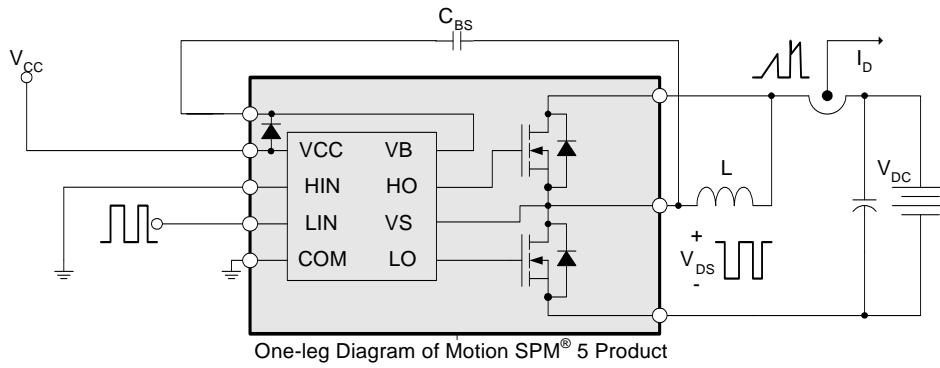 C_BS
V_CC
I_D
VCC VB
HIN HO
LIN VS
COM LO
L
V_DC
+
V_DS
-
One-leg Diagram of Motion SPM® 5 Product